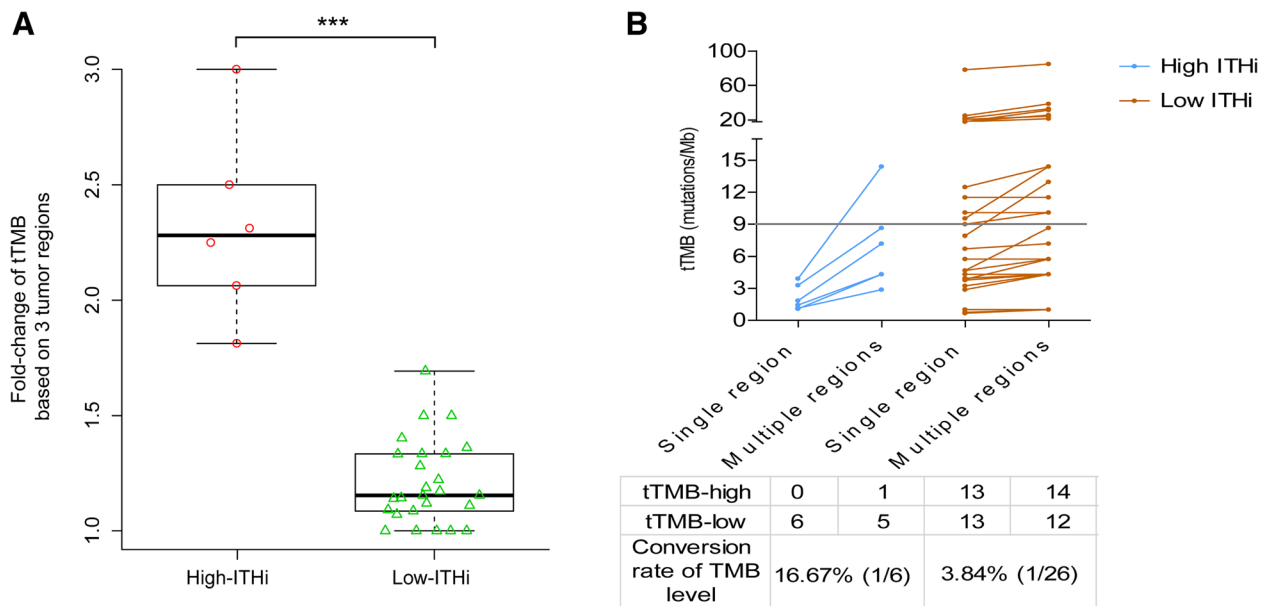 A
***
3.0
2.5
2.0
1.5
1.0
Fold-change of tTMB
based on 3 tumor regions
High-ITHi
Low-ITHi
B
100
60
20
15
12
9
6
3
0
tTMB (mutations/Mb)
High ITHi
Low ITHi
Single region
Multiple regions
Single region
Multiple regions
tTMB-high 0 1 13 14
tTMB-low 6 5 13 12
Conversion
rate of TMB 16.67% (1/6) 3.84% (1/26)
level